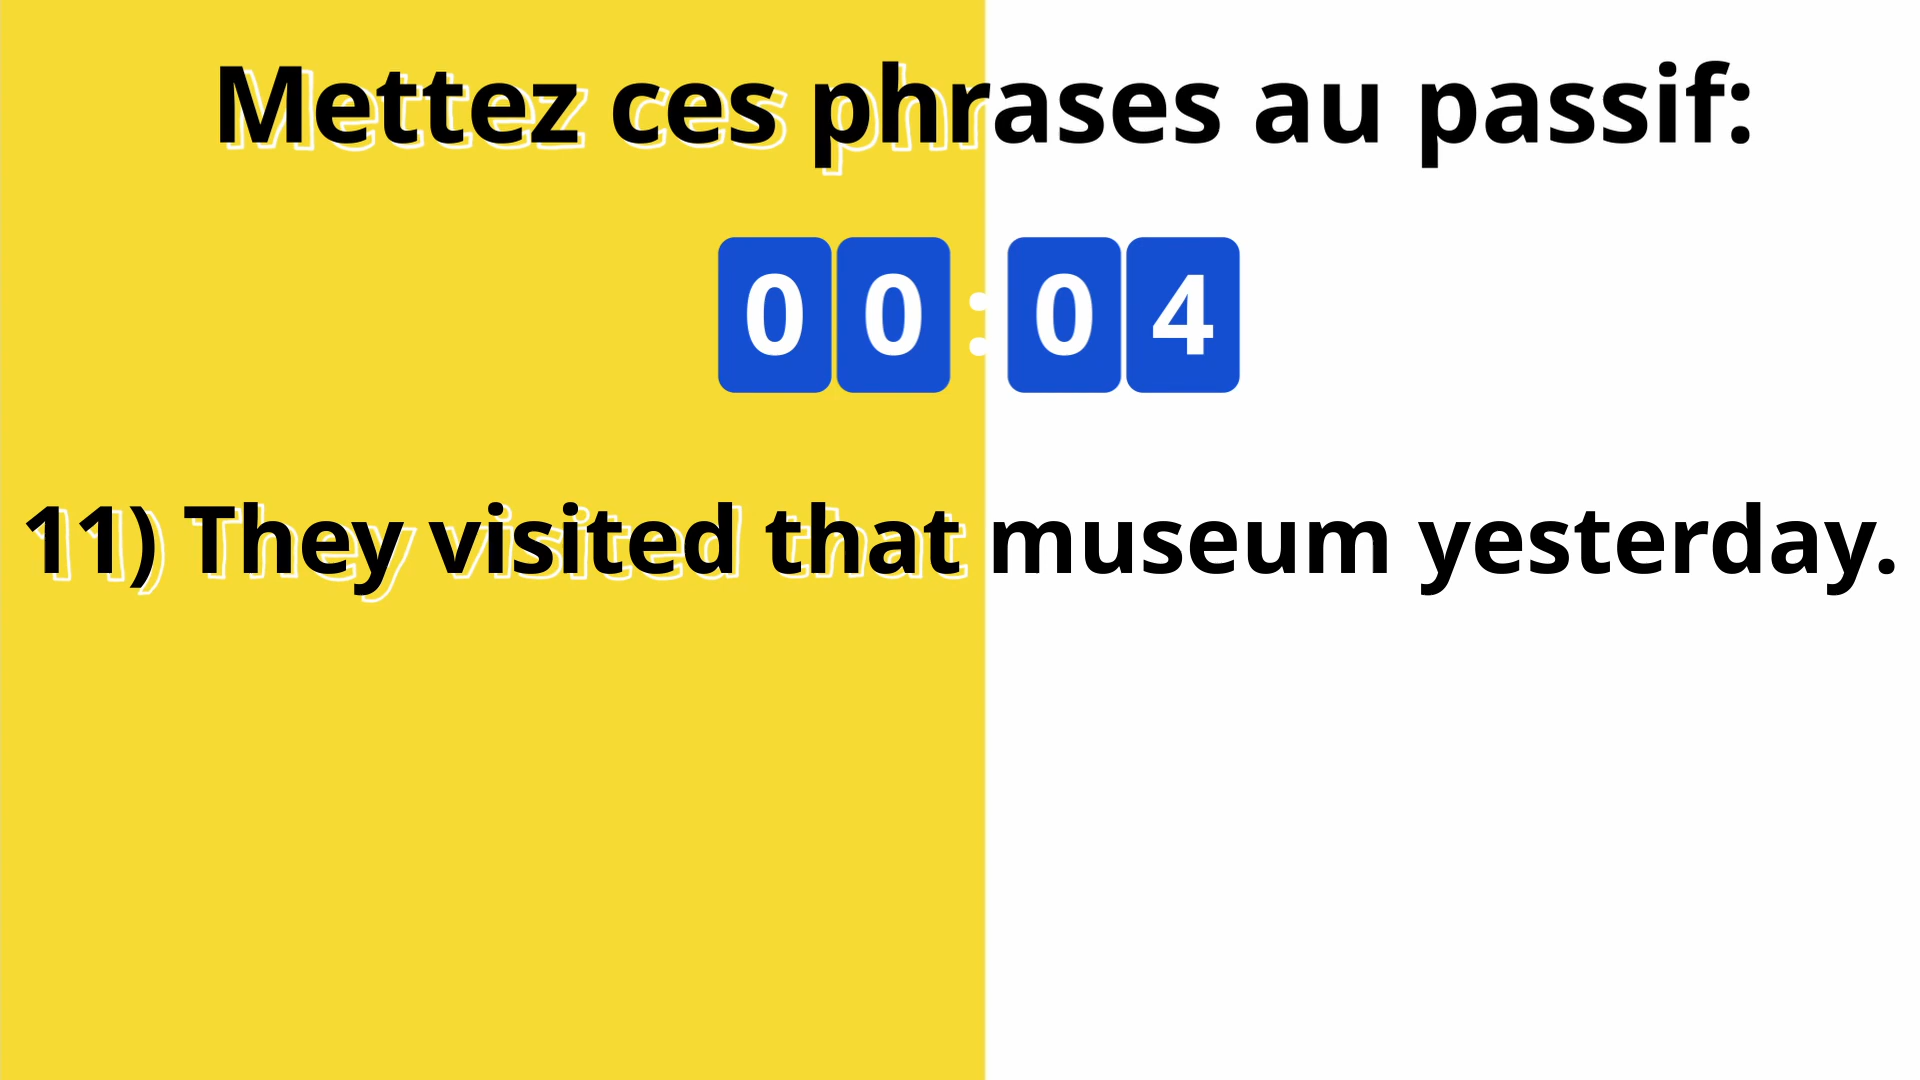 Mettez ces phrases au passif:
00:04
11) They visited that museum yesterday.